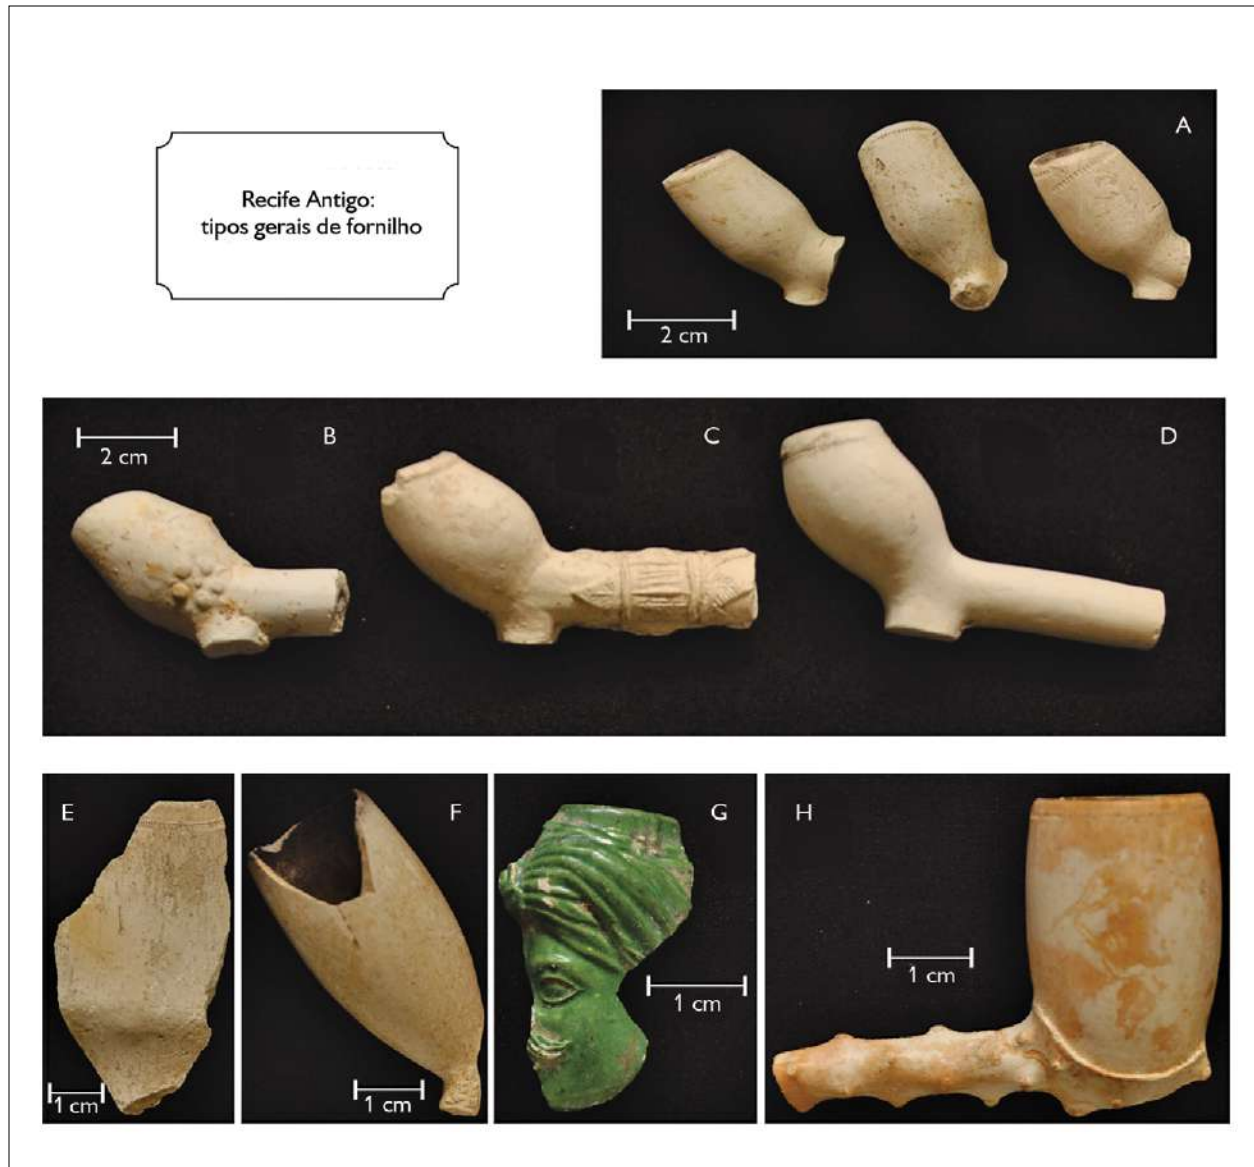 Recife Antigo:
tipos gerais de fornilho
A
2 cm
B
2 cm
C
D
E
1 cm
F
1 cm
G
1 cm
H
1 cm